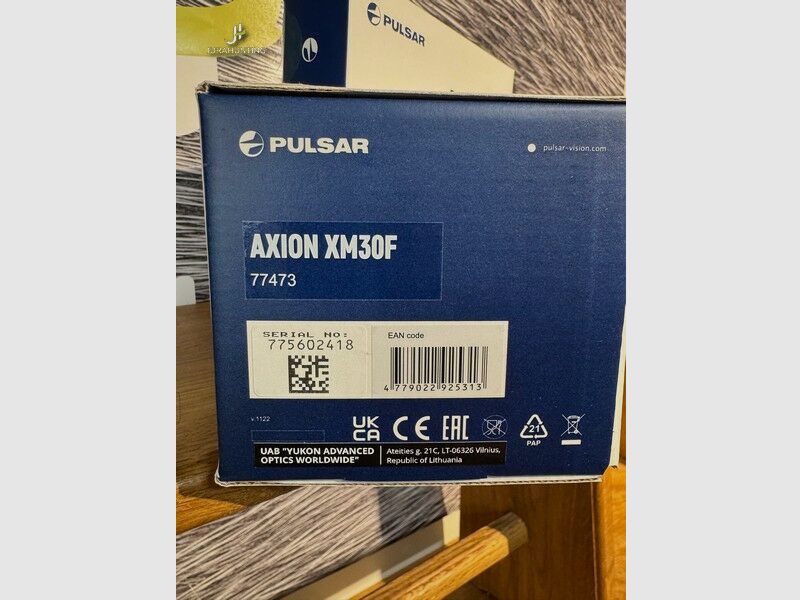 PULSAR
PULSAR
pulsar-vision.com
AXION XM30F
77473
SERIAL NO:
775602418
EAN code
4 779022 925313
v.1122
UK
CA
CE
EAC
21
PAP
UAB "YUKON ADVANCED
OPTICS WORLDWIDE"
Ateities g. 21C, LT-06326 Vilnius,
Republic of Lithuania